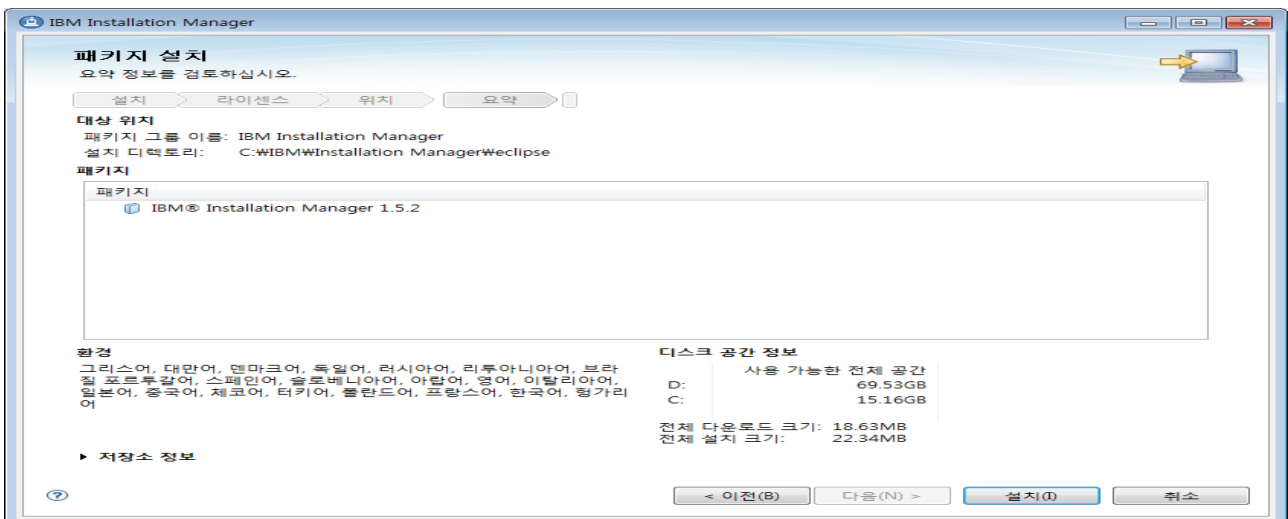 IBM Installation Manager
패키지 설치
요약 정보를 검토하십시오.
설치 라이센스 위치 요약
대상 위치
패키지 그룹 이름: IBM Installation Manager
설치 디렉토리: C:₩IBM₩Installation Manager₩eclipse
패키지
패키지
IBM® Installation Manager 1.5.2
환경
그리스어, 대만어, 덴마크어, 독일어, 러시아어, 리투아니아어, 브라
질 포르투갈어, 스페인어, 슬로베니아어, 아랍어, 영어, 이탈리아어,
일본어, 중국어, 체코어, 터키어, 폴란드어, 프랑스어, 한국어, 헝가리
어
디스크 공간 정보
사용 가능한 전체 공간
D: 69.53GB
C: 15.16GB
전체 다운로드 크기: 18.63MB
전체 설치 크기: 22.34MB
▶ 저장소 정보
?
< 이전(B) 다음(N) > 설치(I) 취소